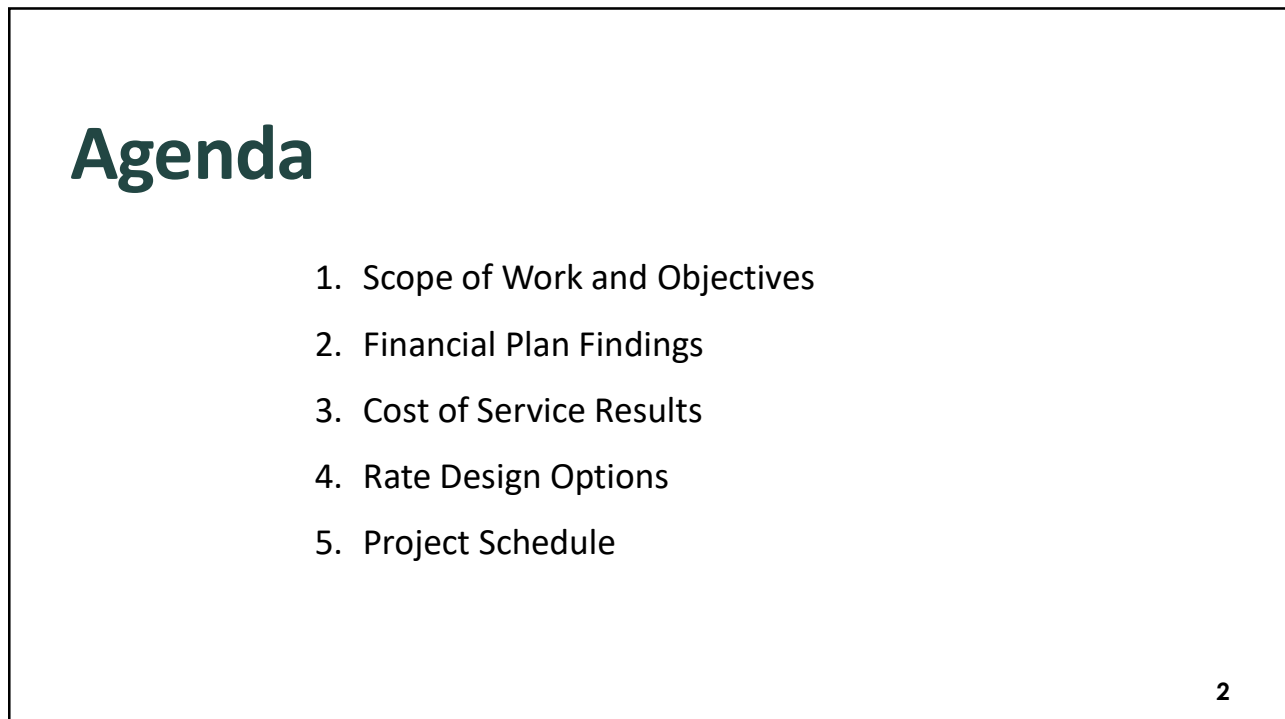 Agenda
1. Scope of Work and Objectives
2. Financial Plan Findings
3. Cost of Service Results
4. Rate Design Options
5. Project Schedule
2